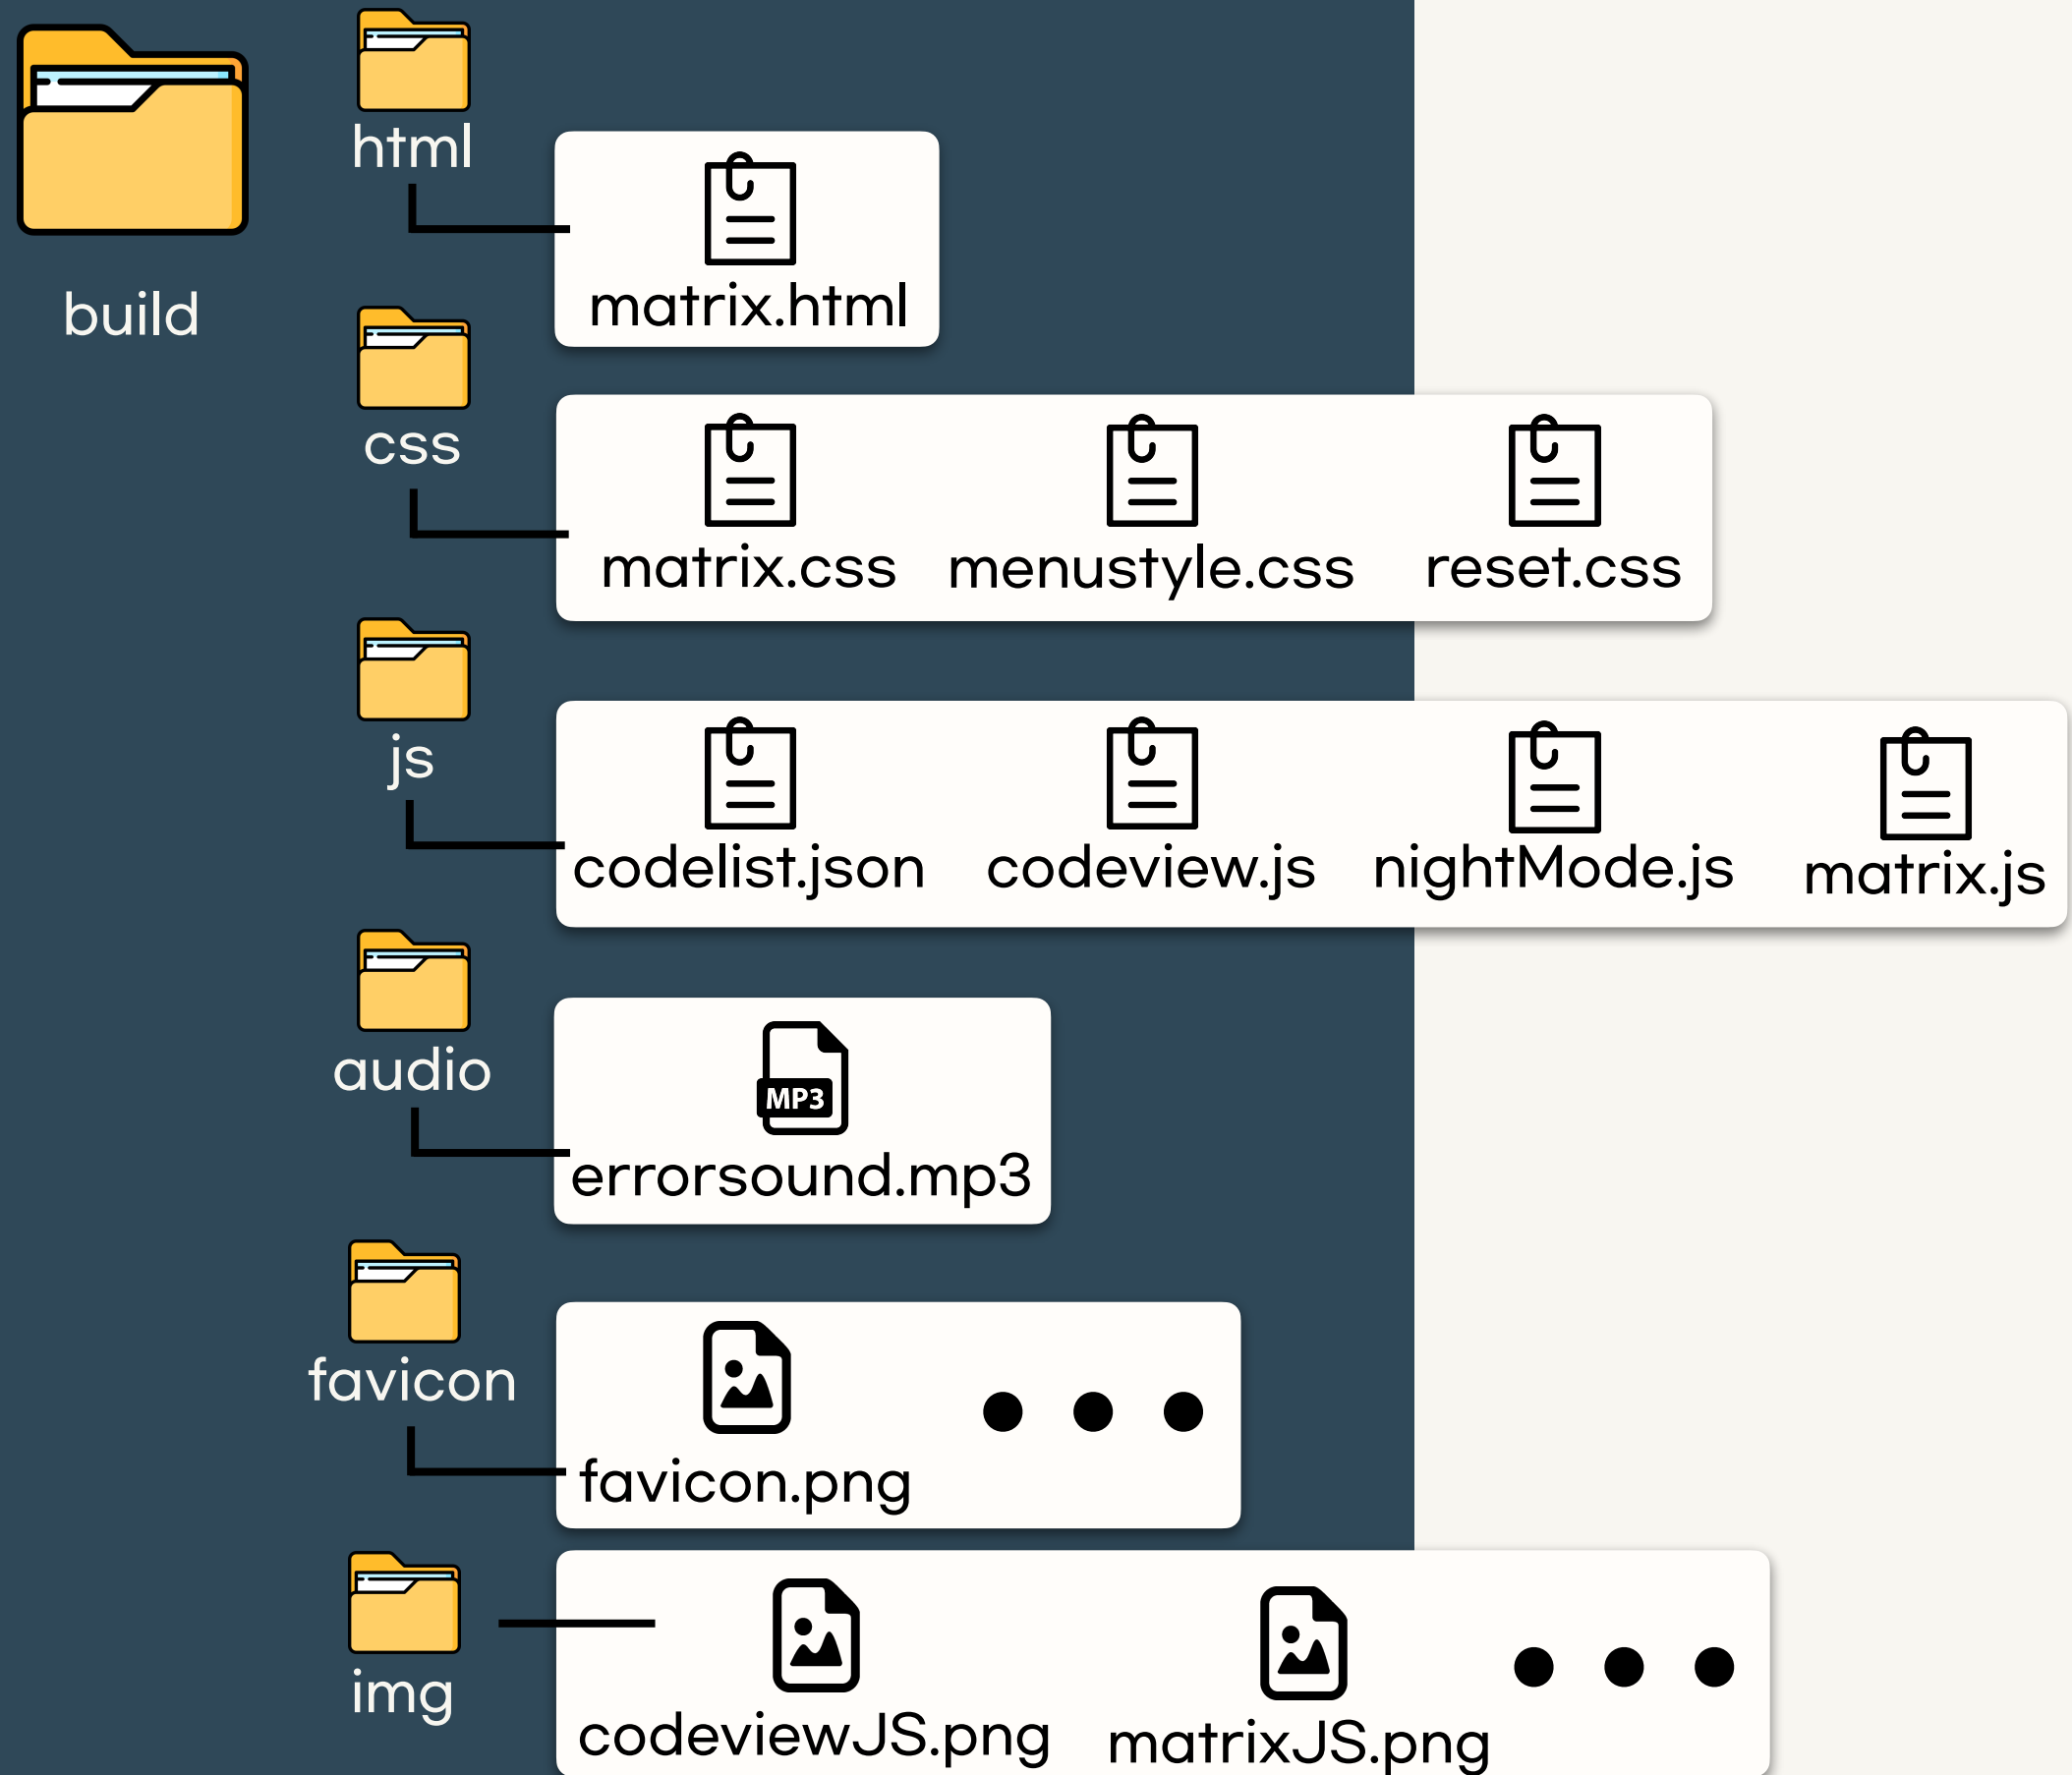 build
html
matrix.html
css
matrix.css menustyle.css reset.css
js
codelist.json codeview.js nightMode.js matrix.js
audio
MP3
errorsound.mp3
favicon
favicon.png
img
codeviewJS.png matrixJS.png